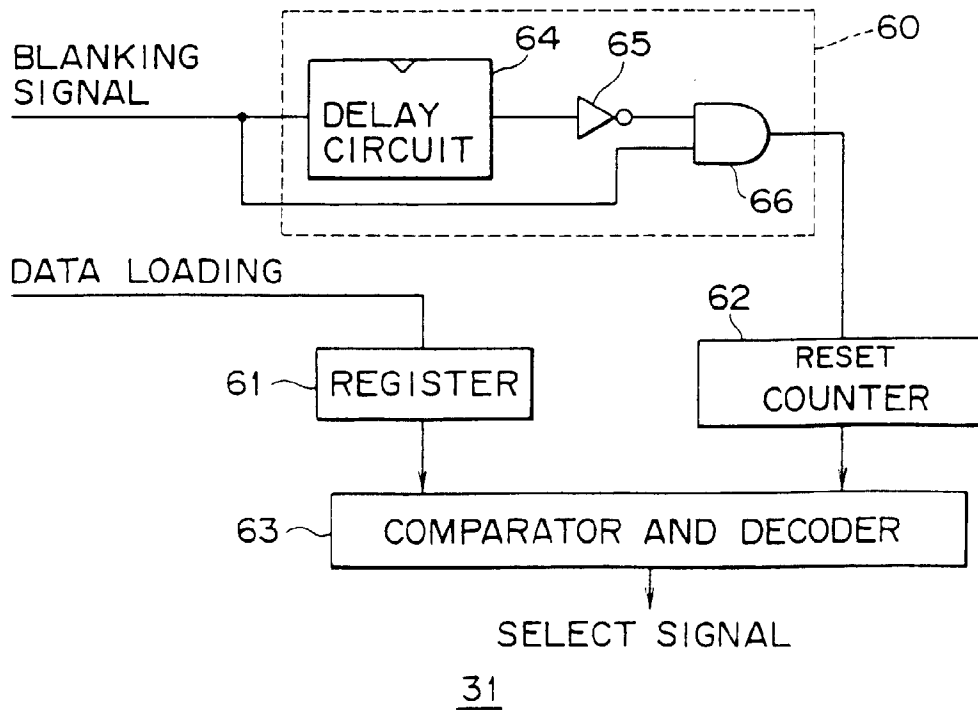 BLANKING
SIGNAL
64
65
60
DELAY
CIRCUIT
66
DATA LOADING
62
61
REGISTER
RESET
COUNTER
63
COMPARATOR AND DECODER
SELECT SIGNAL
31